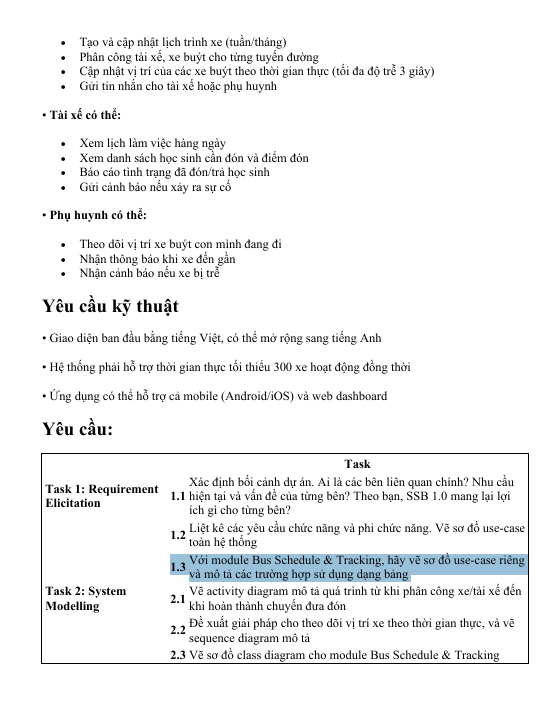 • Tạo và cập nhật lịch trình xe (tuần/tháng)
• Phân công tài xế, xe buýt cho từng tuyến đường
• Cập nhật vị trí của các xe buýt theo thời gian thực (tối đa độ trễ 3 giây)
• Gửi tin nhắn cho tài xế hoặc phụ huynh
• Tài xế có thể:
• Xem lịch làm việc hàng ngày
• Xem danh sách học sinh cần đón và điểm đón
• Báo cáo tình trạng đã đón/trả học sinh
• Gửi cảnh báo nếu xảy ra sự cố
• Phụ huynh có thể:
• Theo dõi vị trí xe buýt con mình đang đi
• Nhận thông báo khi xe đến gần
• Nhận cảnh báo nếu xe bị trễ
Yêu cầu kỹ thuật
• Giao diện ban đầu bằng tiếng Việt, có thể mở rộng sang tiếng Anh
• Hệ thống phải hỗ trợ thời gian thực tối thiểu 300 xe hoạt động đồng thời
• Ứng dụng có thể hỗ trợ cả mobile (Android/iOS) và web dashboard
Yêu cầu:
Task
Task 1: Requirement
Elicitation
1.1 Xác định bối cảnh dự án. Ai là các bên liên quan chính? Nhu cầu
hiện tại và vấn đề của từng bên? Theo bạn, SSB 1.0 mang lại lợi
ích gì cho từng bên?
1.2 Liệt kê các yêu cầu chức năng và phi chức năng. Vẽ sơ đồ use-case
toàn hệ thống
1.3 Với module Bus Schedule & Tracking, hãy vẽ sơ đồ use-case riêng
và mô tả các trường hợp sử dụng dạng bảng
Task 2: System
Modelling
2.1 Vẽ activity diagram mô tả quá trình từ khi phân công xe/tài xế đến
khi hoàn thành chuyến đưa đón
2.2 Đề xuất giải pháp cho theo dõi vị trí xe theo thời gian thực, và vẽ
sequence diagram mô tả
2.3 Vẽ sơ đồ class diagram cho module Bus Schedule & Tracking